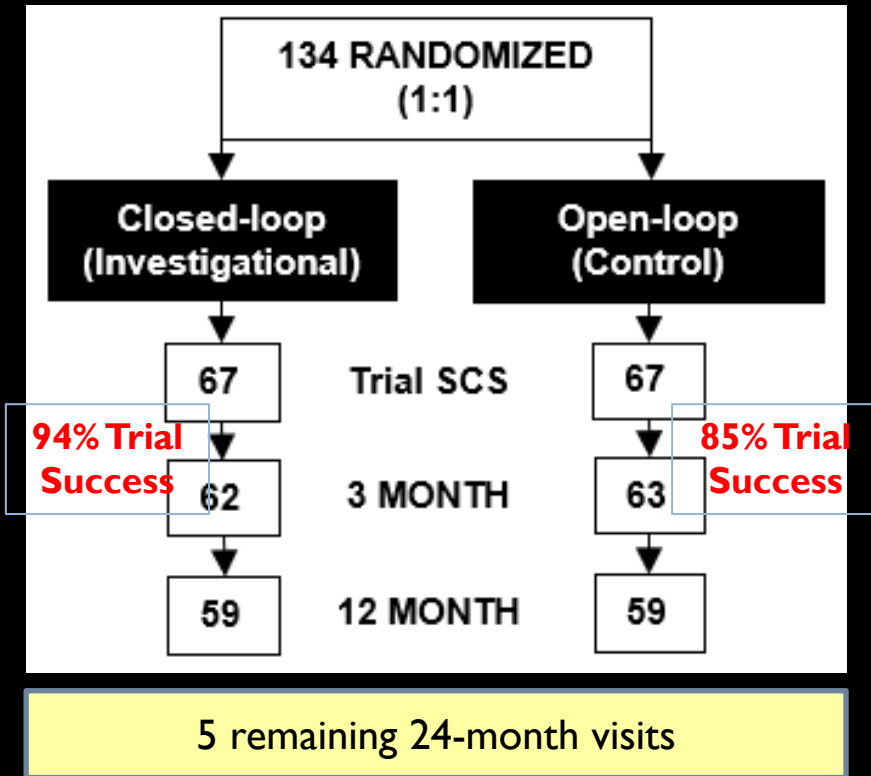 134 RANDOMIZED
(1:1)
Closed-loop
(Investigational)
Open-loop
(Control)
67 Trial SCS 67
94% Trial
Success
85% Trial
Success
62 3 MONTH 63
59 12 MONTH 59
5 remaining 24-month visits